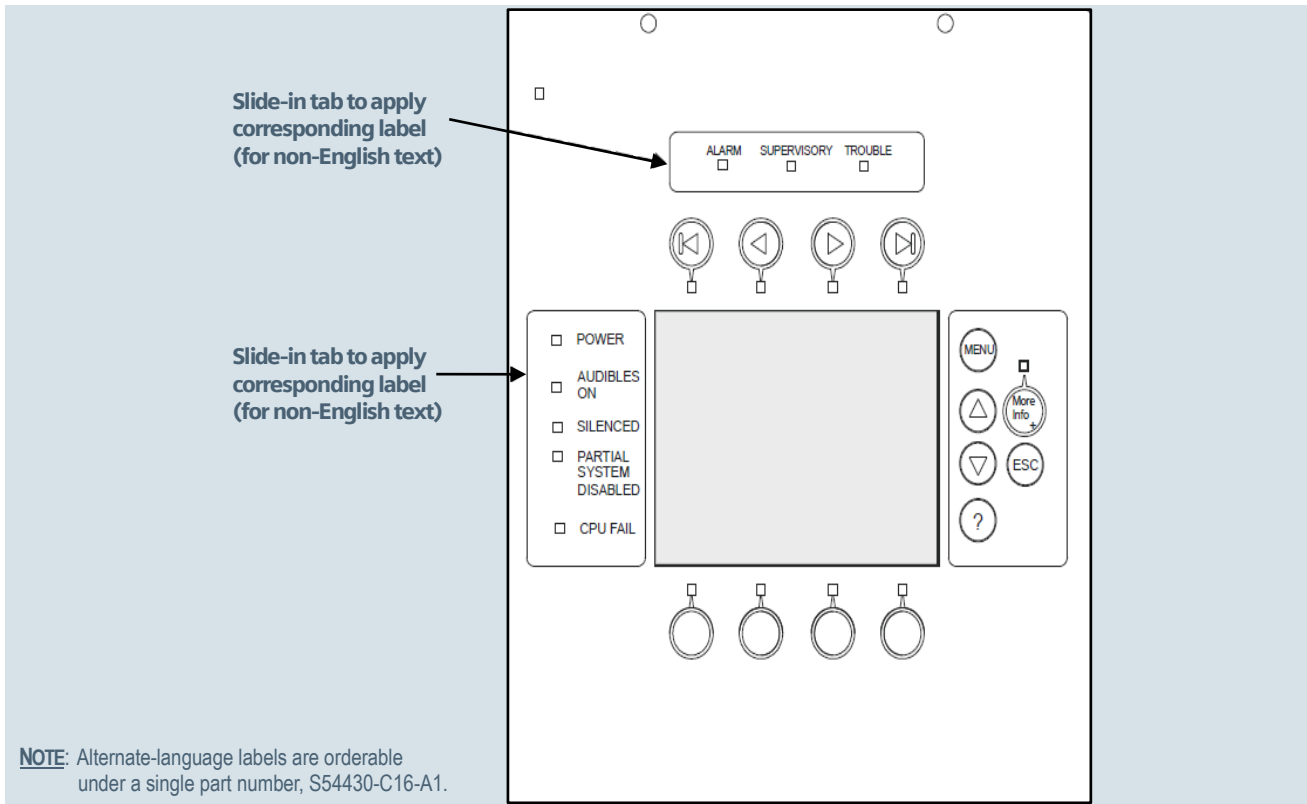 Slide-in tab to apply
corresponding label
(for non-English text)
ALARM SUPERVISORY TROUBLE
Slide-in tab to apply
corresponding label
(for non-English text)
POWER
AUDIBLES
ON
SILENCED
PARTIAL
SYSTEM
DISABLED
CPU FAIL
MENU
More
Info
+
ESC
?
NOTE: Alternate-language labels are orderable
under a single part number, S54430-C16-A1.